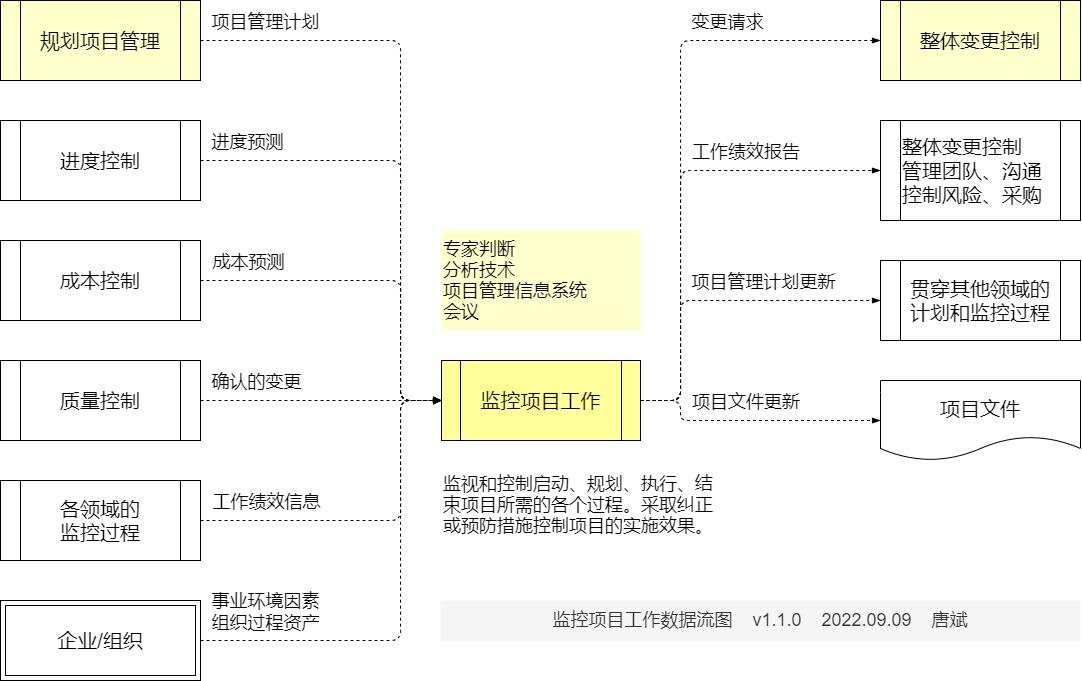 规划项目管理
项目管理计划
进度控制
进度预测
成本控制
成本预测
质量控制
确认的变更
各领域的
监控过程
工作绩效信息
企业/组织
事业环境因素
组织过程资产
专家判断
分析技术
项目管理信息系统
会议
监控项目工作
监视和控制启动、规划、执行、结
束项目所需的各个过程。采取纠正
或预防措施控制项目的实施效果。
变更请求
整体变更控制
工作绩效报告
整体变更控制
管理团队、沟通
控制风险、采购
项目管理计划更新
贯穿其他领域的
计划和监控过程
项目文件更新
项目文件
监控项目工作数据流图 v1.1.0 2022.09.09 唐斌